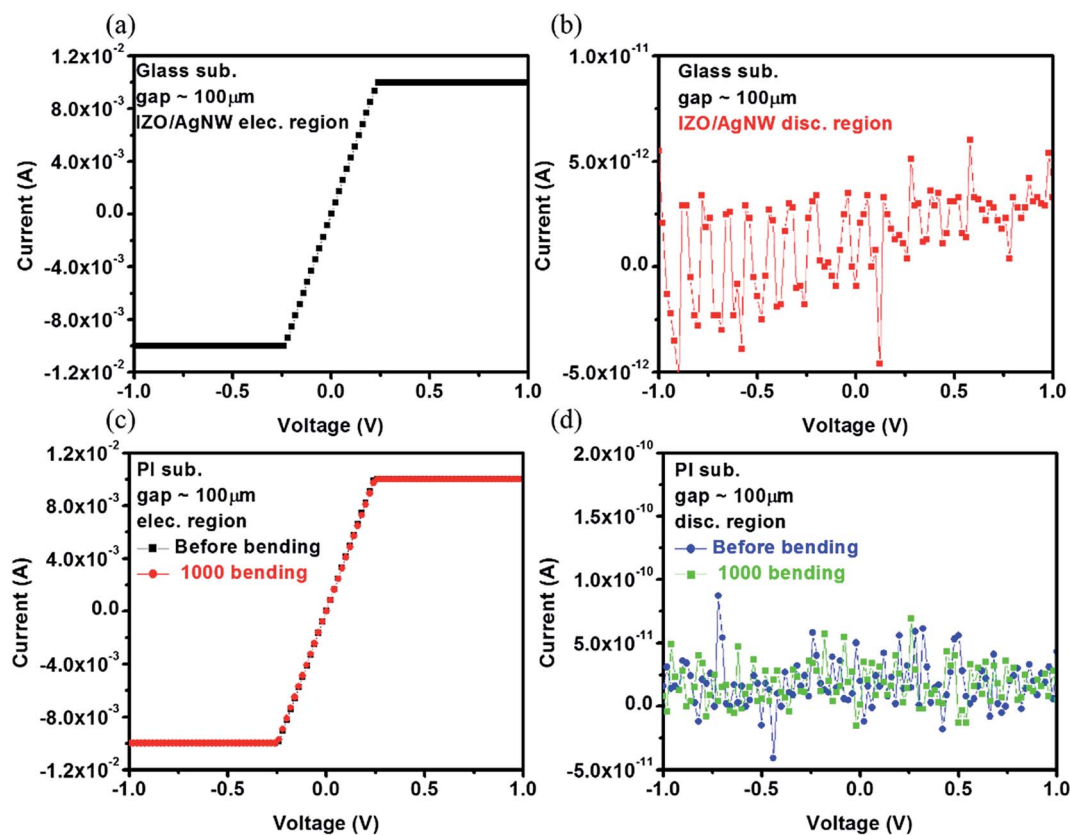 (a)
1.2x10⁻²
8.0x10⁻³
4.0x10⁻³
0.0
-4.0x10⁻³
-8.0x10⁻³
-1.2x10⁻²
Current (A)
Glass sub.
gap ~ 100μm
IZO/AgNW elec. region
-1.0
-0.5
0.0
0.5
1.0
Voltage (V)
(b)
1.0x10⁻¹¹
5.0x10⁻¹²
0.0
-5.0x10⁻¹²
Current (A)
Glass sub.
gap ~ 100μm
IZO/AgNW disc. region
-1.0
-0.5
0.0
0.5
1.0
Voltage (V)
(c)
1.2x10⁻²
8.0x10⁻³
4.0x10⁻³
0.0
-4.0x10⁻³
-8.0x10⁻³
-1.2x10⁻²
Current (A)
PI sub.
gap ~ 100μm
elec. region
Before bending
1000 bending
-1.0
-0.5
0.0
0.5
1.0
Voltage (V)
(d)
2.0x10⁻¹⁰
1.5x10⁻¹⁰
1.0x10⁻¹⁰
5.0x10⁻¹¹
0.0
-5.0x10⁻¹¹
Current (A)
PI sub.
gap ~ 100μm
disc. region
Before bending
1000 bending
-1.0
-0.5
0.0
0.5
1.0
Voltage (V)